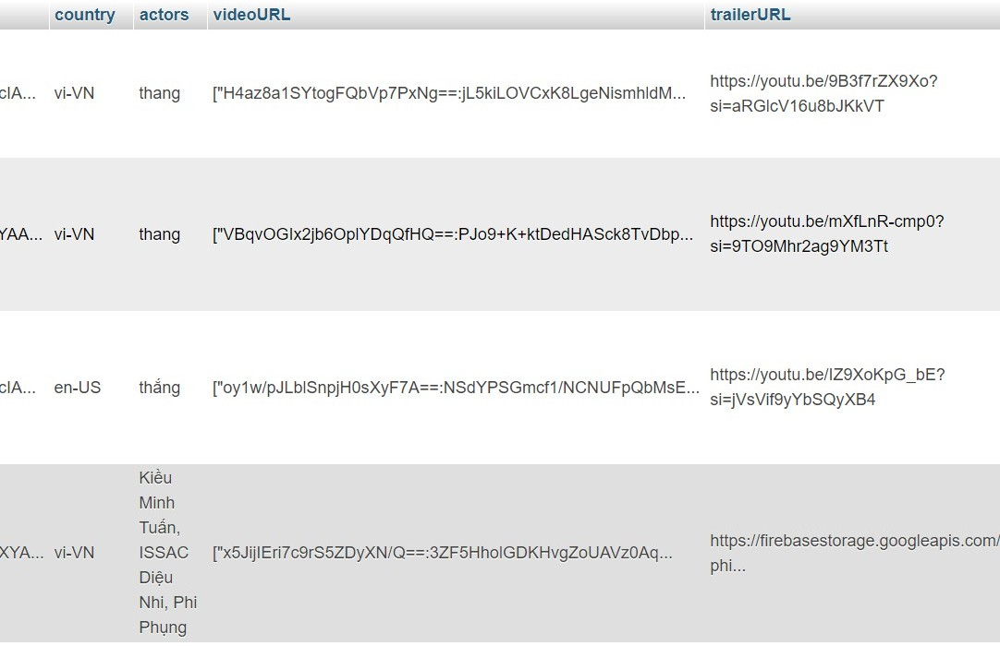 country actors videoURL trailerURL
cIA... vi-VN thang ["H4az8a1SYtogFQbVp7PxNg==:jL5kiLOVCxK8LgeNismhldM... https://youtu.be/9B3f7rZX9Xo?
si=aRGlcV16u8bJKkVT
YAA... vi-VN thang ["VBqvOGIx2jb6OplYDqQfHQ==:PJo9+K+ktDedHASck8TvDbp... https://youtu.be/mXfLnR-cmp0?
si=9TO9Mhr2ag9YM3Tt
cIA... en-US thắng ["oy1w/pJLblSnpjH0sXyF7A==:NSdYPSGmcf1/NCNUFpQbMsE... https://youtu.be/IZ9XoKpG_bE?
si=jVsVif9yYbSQyXB4
XYA... vi-VN
Kiều
Minh
Tuấn,
ISSAC
Diệu
Nhi, Phi
Phụng
["x5JijIEri7c9rS5ZDyXN/Q==:3ZF5HholGDKHvgZoUAVz0Aq...
https://firebasestorage.googleapis.com/
phi...